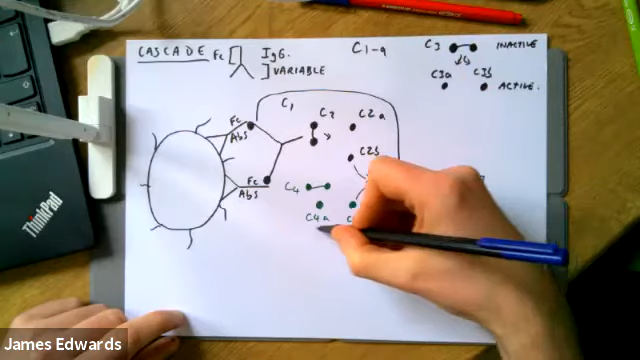 CASCADE
Fc
IgG.
VARIABLE
C1-9
C3
INACTIVE
C3a
C3b
ACTIVE.
C1
C2
C2a
C2b
Fc
Abs
Fc
Abs
C4
C4a
ThinkPad
James Edwards